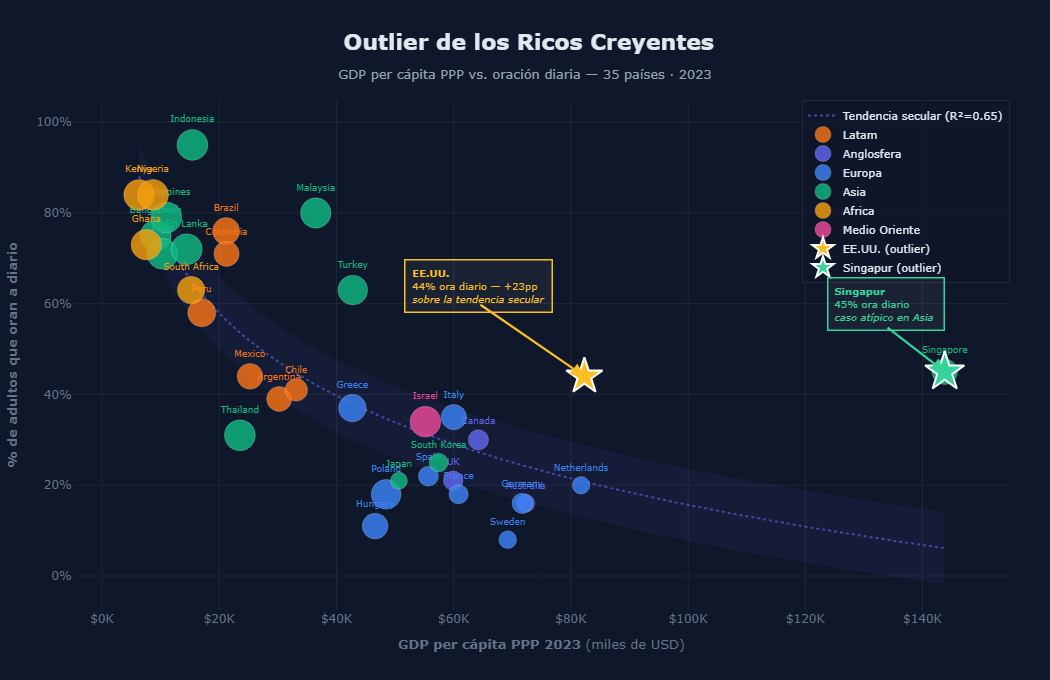 Outlier de los Ricos Creyentes
GDP per cápita PPP vs. oración diaria — 35 países · 2023
% de adultos que oran a diario
100%
80%
60%
40%
20%
0%
Tendencia secular (R²=0.65)
Latam
Anglosfera
Europa
Asia
Africa
Medio Oriente
EE.UU. (outlier)
Singapur (outlier)
Indonesia
Kenya
Nigeria
Malaysia
Philippines
Brazil
Bangladesh
Ghana
Sri Lanka
Colombia
South Africa
Turkey
Peru
EE.UU.
44% ora diario — +23pp
sobre la tendencia secular
Singapur
45% ora diario
caso atípico en Asia
Singapore
Mexico
Chile
Argentina
Greece
Israel
Italy
Thailand
Canada
South Korea
Spain
UK
Japan
Poland
France
Netherlands
Germany
Australia
Hungary
Sweden
$0K
$20K
$40K
$60K
$80K
$100K
$120K
$140K
GDP per cápita PPP 2023 (miles de USD)